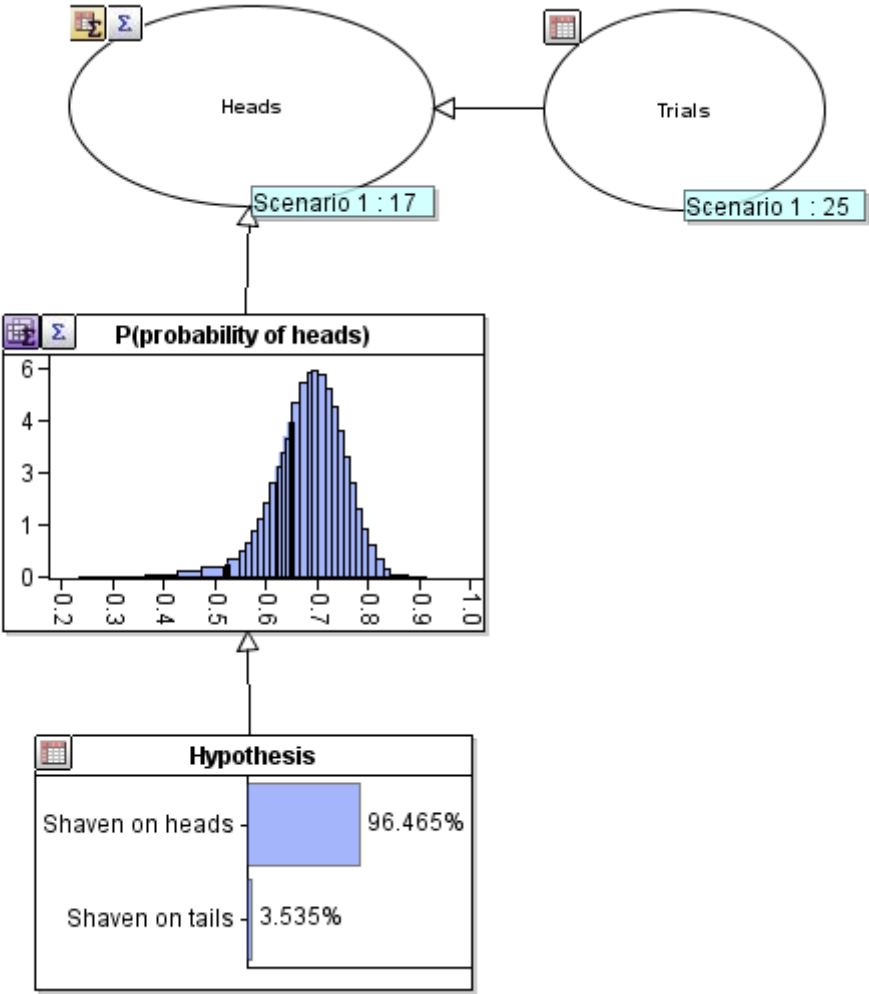 Σ
Σ
Heads
Trials
Scenario 1 : 17
Scenario 1 : 25
Σ
Σ
P(probability of heads)
6
4
3
1
0
0.2
0.3
0.4
0.5
0.6
0.7
0.8
0.9
1.0
Hypothesis
Shaven on heads
96.465%
Shaven on tails
3.535%